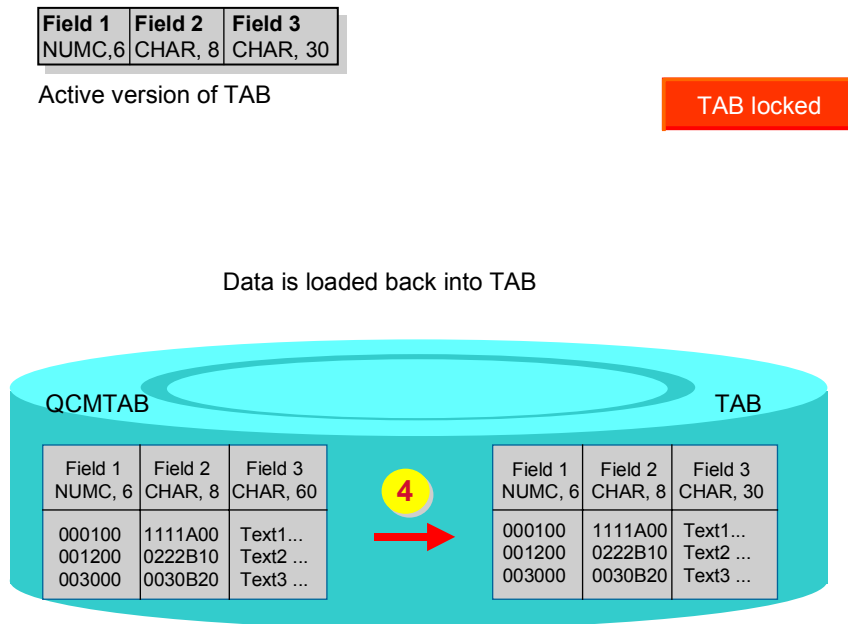 Field 1 Field 2 Field 3
NUMC,6 CHAR, 8 CHAR, 30
Active version of TAB
TAB locked
Data is loaded back into TAB
QCMTAB TAB
Field 1 Field 2 Field 3
NUMC, 6 CHAR, 8 CHAR, 60
000100 1111A00 Text1...
001200 0222B10 Text2 ...
003000 0030B20 Text3 ...
4
Field 1 Field 2 Field 3
NUMC, 6 CHAR, 8 CHAR, 30
000100 1111A00 Text1...
001200 0222B10 Text2 ...
003000 0030B20 Text3 ...